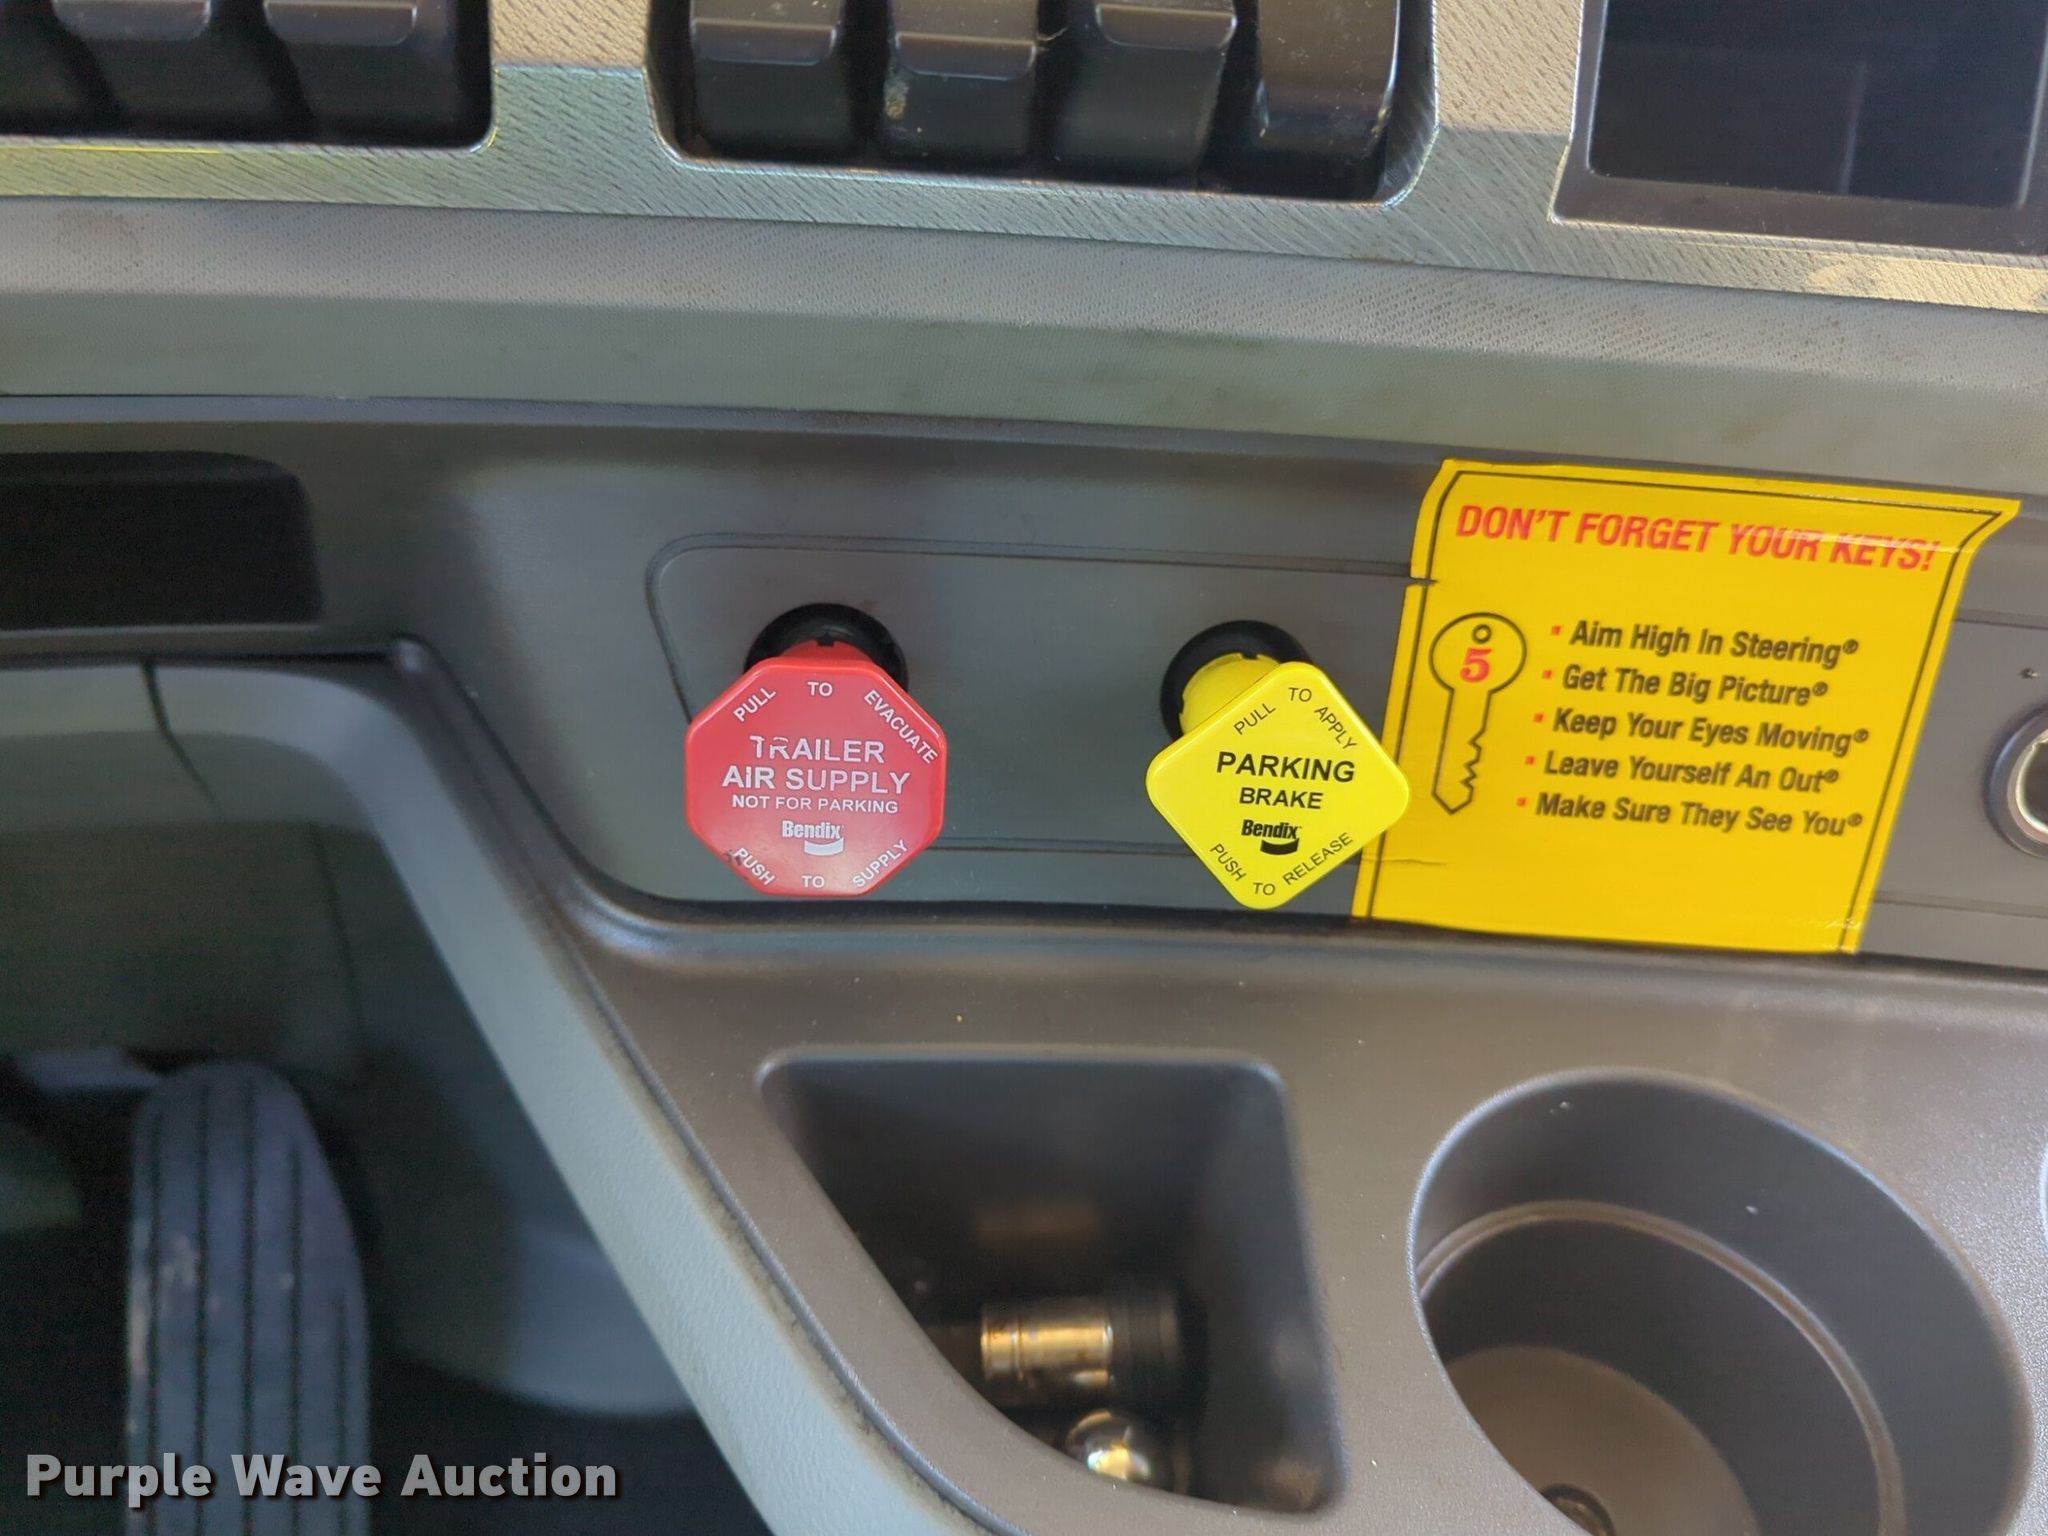 PULL TO EVACUATE
TRAILER
AIR SUPPLY
NOT FOR PARKING
Bendix
PUSH TO SUPPLY
PULL TO APPLY
PARKING
BRAKE
Bendix
PUSH TO RELEASE
DON'T FORGET YOUR KEYS!
5
▪ Aim High In Steering®
▪ Get The Big Picture®
▪ Keep Your Eyes Moving®
▪ Leave Yourself An Out®
▪ Make Sure They See You®
Purple Wave Auction